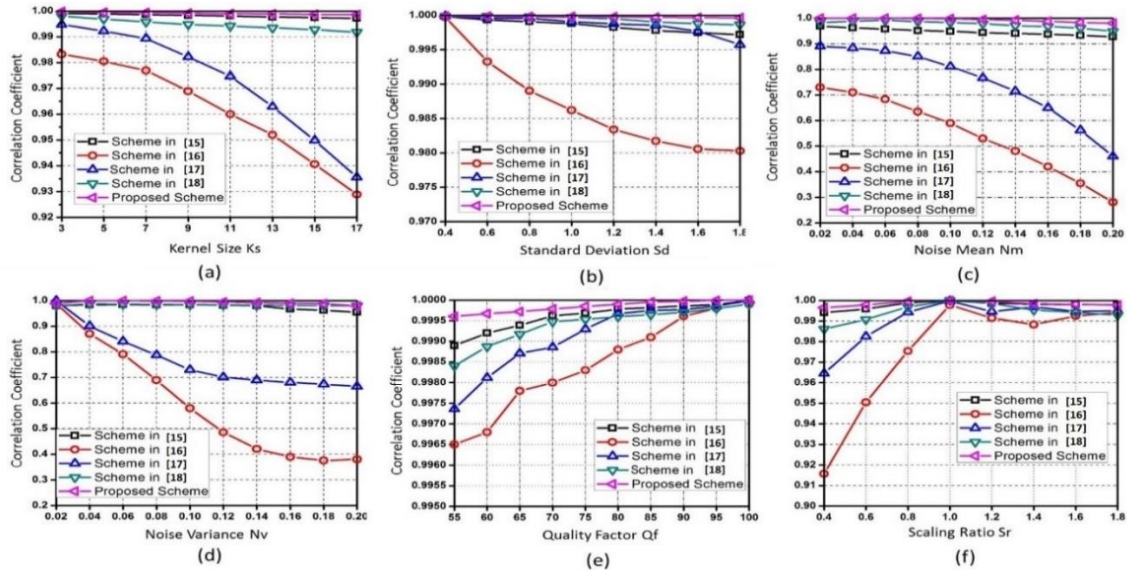 Correlation Coefficient
1.00
0.99
0.98
0.97
0.96
0.95
0.94
0.93
0.92
3 5 7 9 11 13 15 17
Scheme in [15]
Scheme in [16]
Scheme in [17]
Scheme in [18]
Proposed Scheme
Kernel Size Ks
(a)
Correlation Coefficient
1.000
0.995
0.990
0.985
0.980
0.975
0.970
0.4 0.6 0.8 1.0 1.2 1.4 1.6 1.8
Scheme in [15]
Scheme in [16]
Scheme in [17]
Scheme in [18]
Proposed Scheme
Standard Deviation Sd
(b)
Correlation Coefficient
1.0
0.9
0.8
0.7
0.6
0.5
0.4
0.3
0.2
0.02 0.04 0.06 0.08 0.10 0.12 0.14 0.16 0.18 0.20
Scheme in [15]
Scheme in [16]
Scheme in [17]
Scheme in [18]
Proposed Scheme
Noise Mean Nm
(c)
Correlation Coefficient
1.0
0.9
0.8
0.7
0.6
0.5
0.4
0.3
0.2
0.02 0.04 0.06 0.08 0.10 0.12 0.14 0.16 0.18 0.20
Scheme in [15]
Scheme in [16]
Scheme in [17]
Scheme in [18]
Proposed Scheme
Noise Variance Nv
(d)
Correlation Coefficient
1.0000
0.9995
0.9985
0.9980
0.9975
0.9965
0.9960
0.9950
55 60 65 70 75 80 85 90 95 100
Scheme in [15]
Scheme in [16]
Scheme in [17]
Scheme in [18]
Proposed Scheme
Quality Factor Qf
(e)
Correlation Coefficient
1.00
0.99
0.98
0.97
0.96
0.95
0.94
0.93
0.92
0.91
0.90
0.4 0.6 0.8 1.0 1.2 1.4 1.6 1.8
Scheme in [15]
Scheme in [16]
Scheme in [17]
Scheme in [18]
Proposed Scheme
Scaling Ratio Sr
(f)